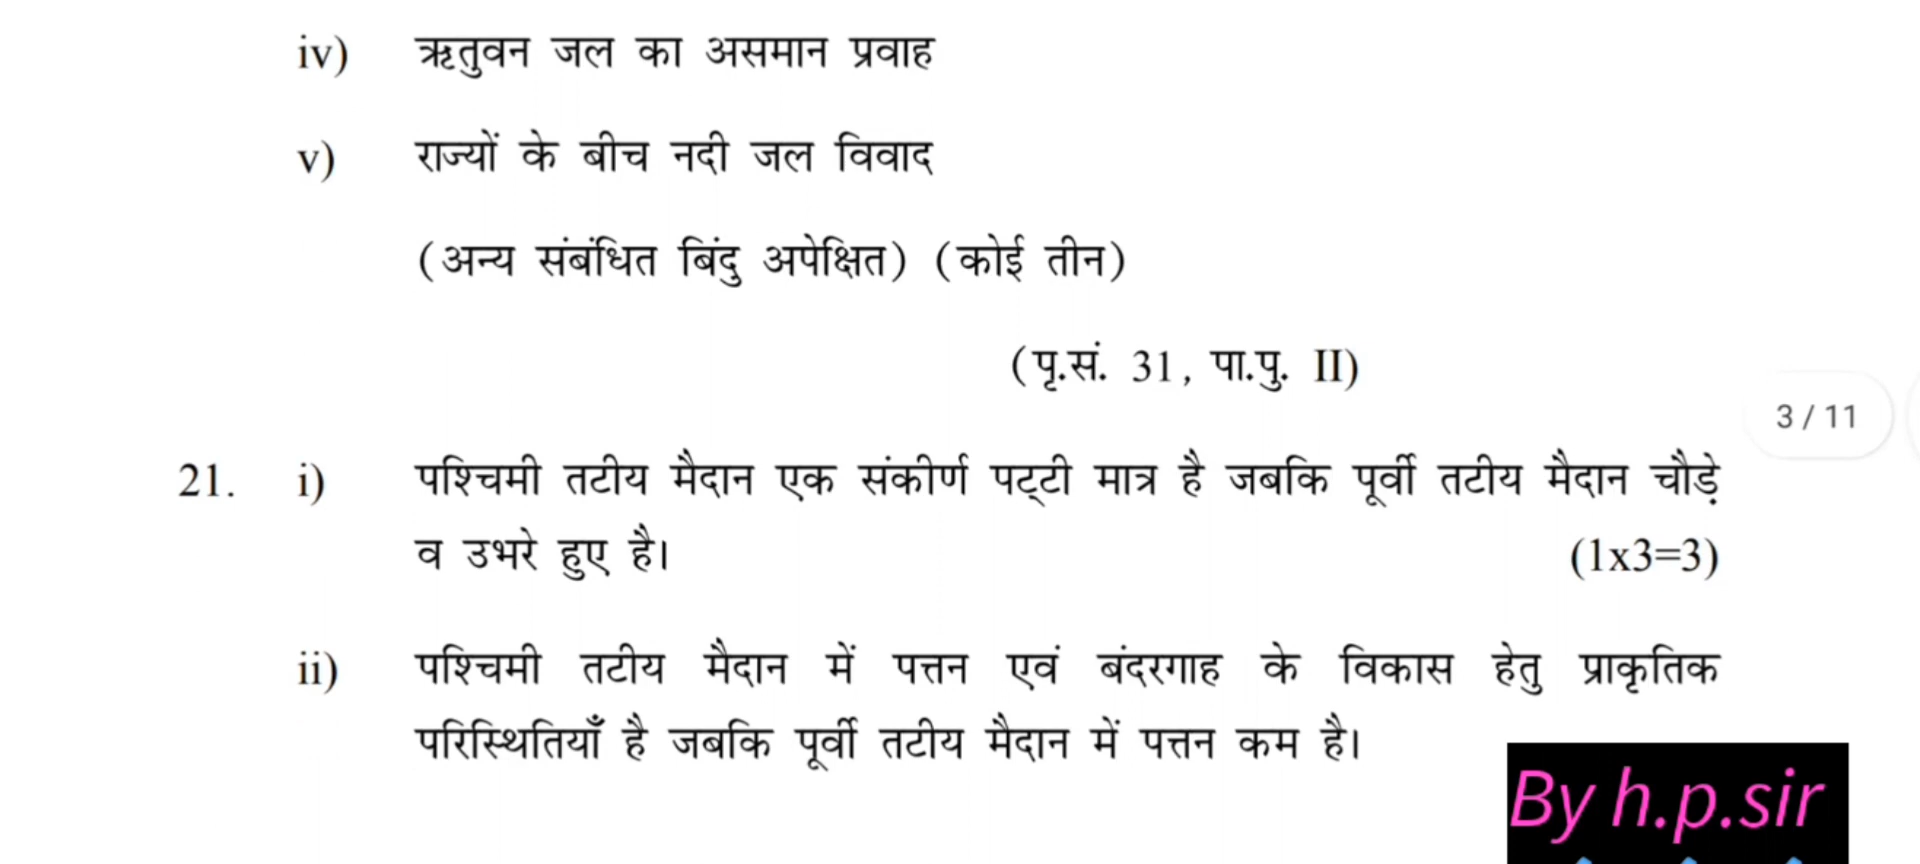 iv) ऋतुवन जल का असमान प्रवाह
v) राज्यों के बीच नदी जल विवाद
(अन्य संबंधित बिंदु अपेक्षित) (कोई तीन)
(पृ.सं. 31, पा.पु. II)
3 / 11
21. i) पश्चिमी तटीय मैदान एक संकीर्ण पट्टी मात्र है जबकि पूर्वी तटीय मैदान चौड़े
व उभरे हुए है। (1x3=3)
ii) पश्चिमी तटीय मैदान में पत्तन एवं बंदरगाह के विकास हेतु प्राकृतिक
परिस्थितियाँ है जबकि पूर्वी तटीय मैदान में पत्तन कम है।
By h.p.sir